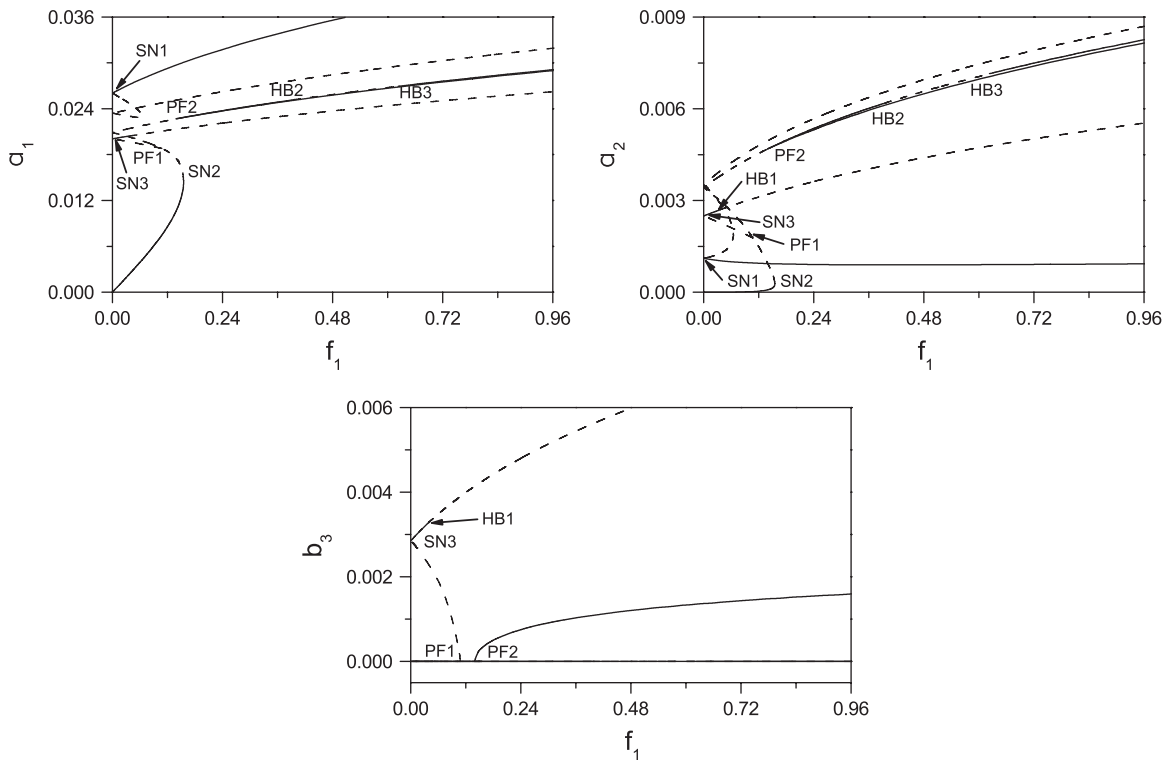 0.036
0.024
0.012
0.000
a1
SN1
PF2
HB2
HB3
PF1
SN3
SN2
0.00 0.24 0.48 0.72 0.96
f1
0.009
0.006
0.003
0.000
a2
HB3
HB2
PF2
HB1
SN3
PF1
SN1
SN2
0.00 0.24 0.48 0.72 0.96
f1
0.006
0.004
0.002
0.000
b3
HB1
SN3
PF1 PF2
0.00 0.24 0.48 0.72 0.96
f1